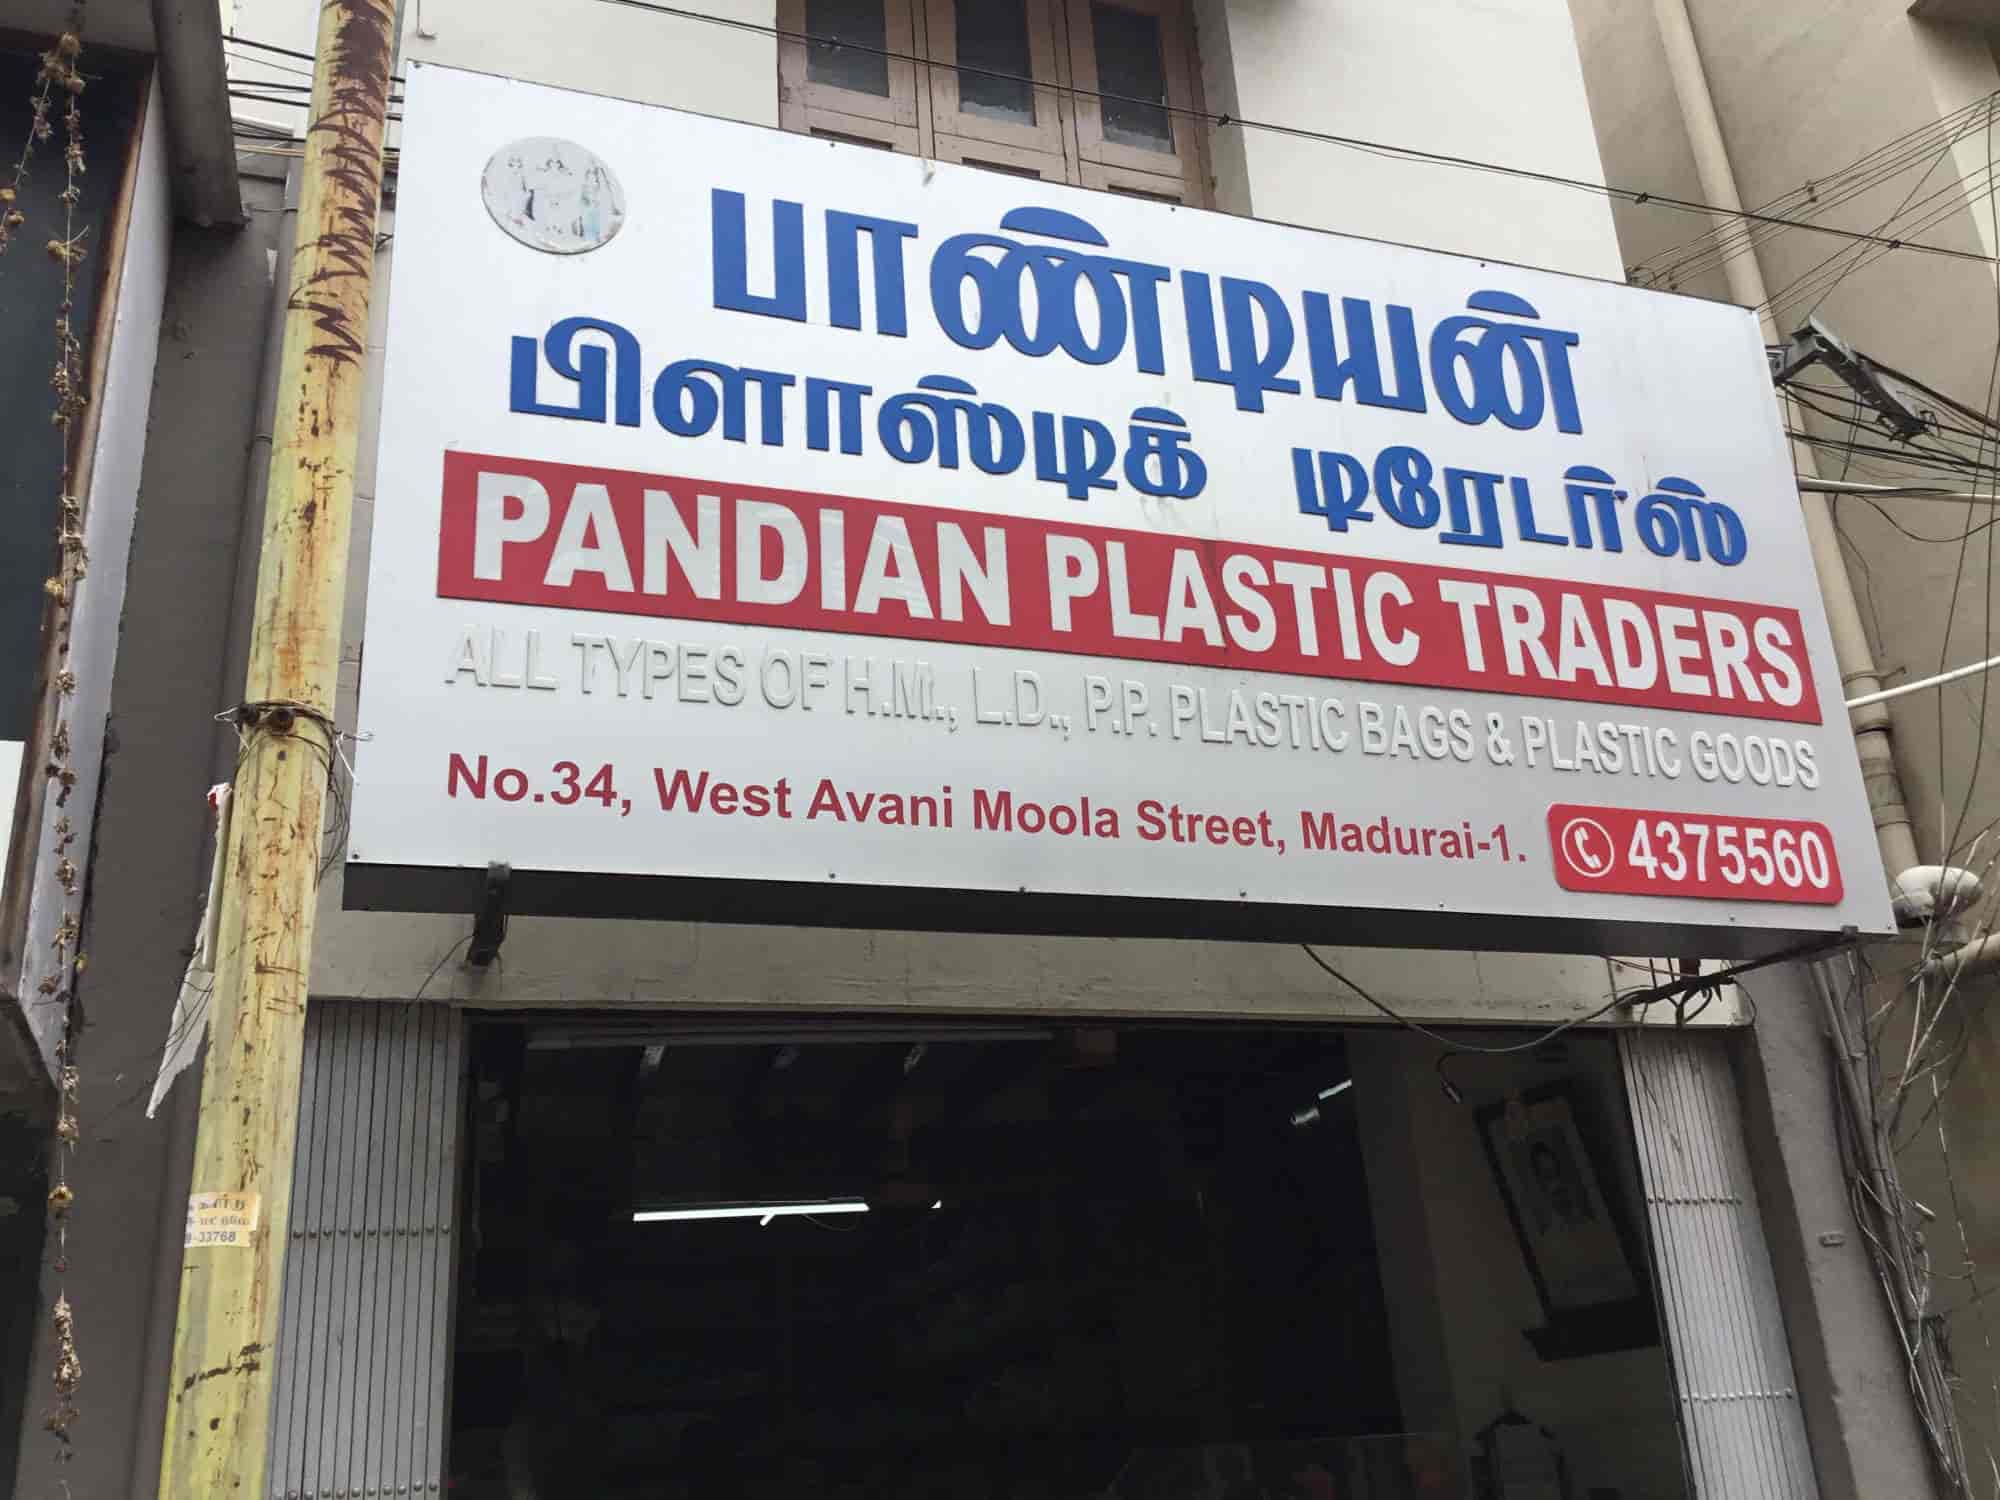 பாண்டியன்
பிளாஸ்டிக் டிரேடர்ஸ்
PANDIAN PLASTIC TRADERS
ALL TYPES OF H.M., L.D., P.P. PLASTIC BAGS & PLASTIC GOODS
No.34, West Avani Moola Street, Madurai-1.
4375560
-33768